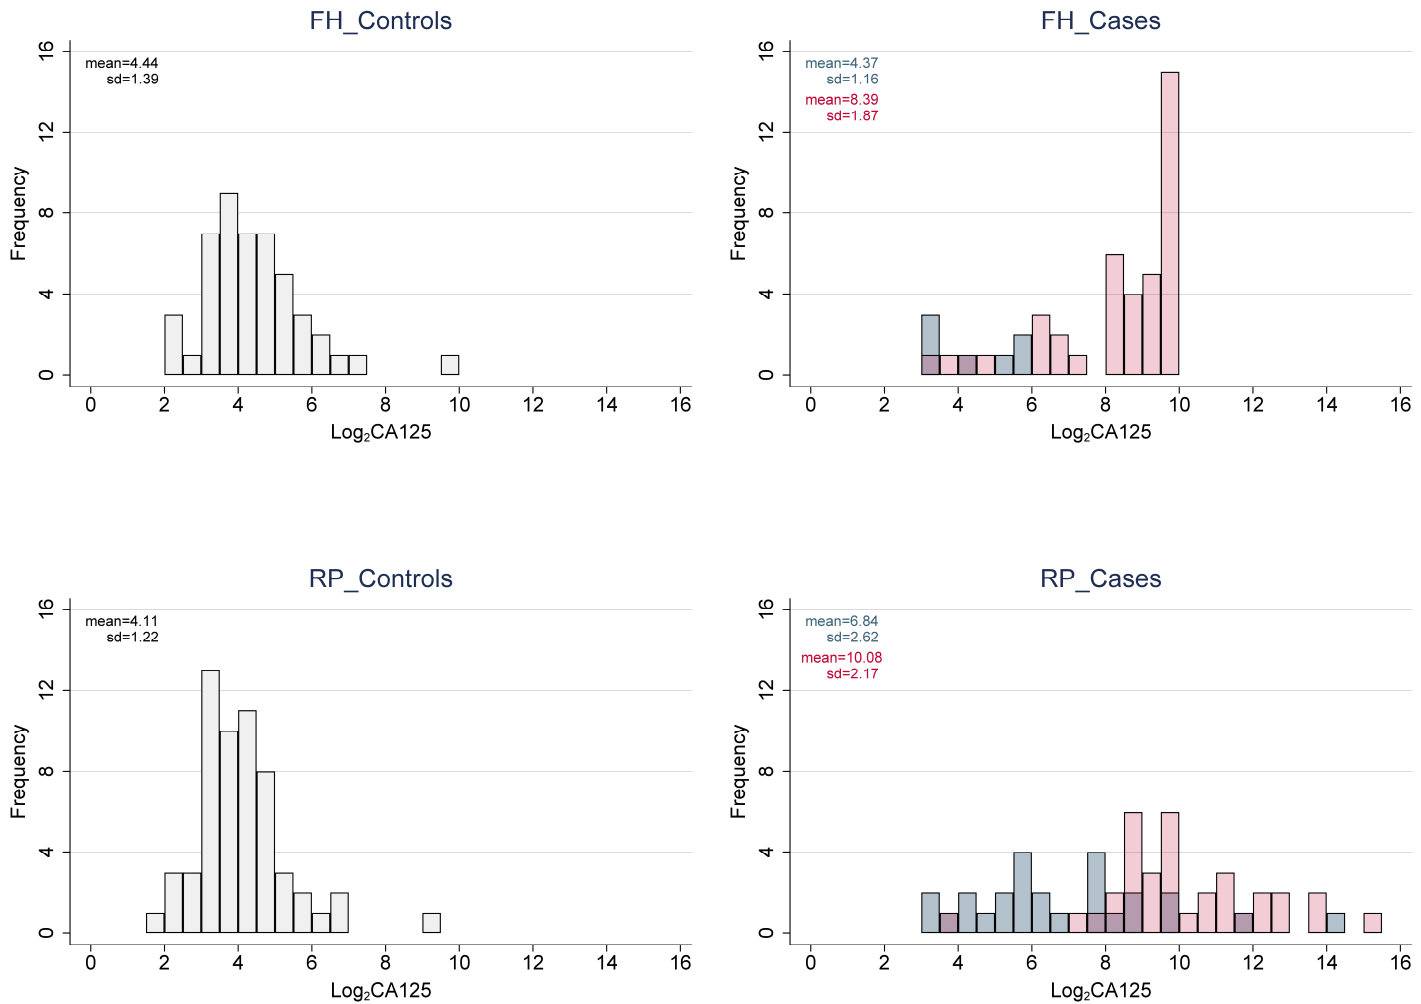 FH_Controls
16
12
8
4
0
Frequency
mean=4.44
sd=1.39
0 2 4 6 8 10 12 14 16
Log₂CA125
FH_Cases
16
12
8
4
0
Frequency
mean=4.37
sd=1.16
mean=8.39
sd=1.87
0 2 4 6 8 10 12 14 16
Log₂CA125
RP_Controls
16
12
8
4
0
Frequency
mean=4.11
sd=1.22
0 2 4 6 8 10 12 14 16
Log₂CA125
RP_Cases
16
12
8
4
0
Frequency
mean=6.84
sd=2.62
mean=10.08
sd=2.17
0 2 4 6 8 10 12 14 16
Log₂CA125